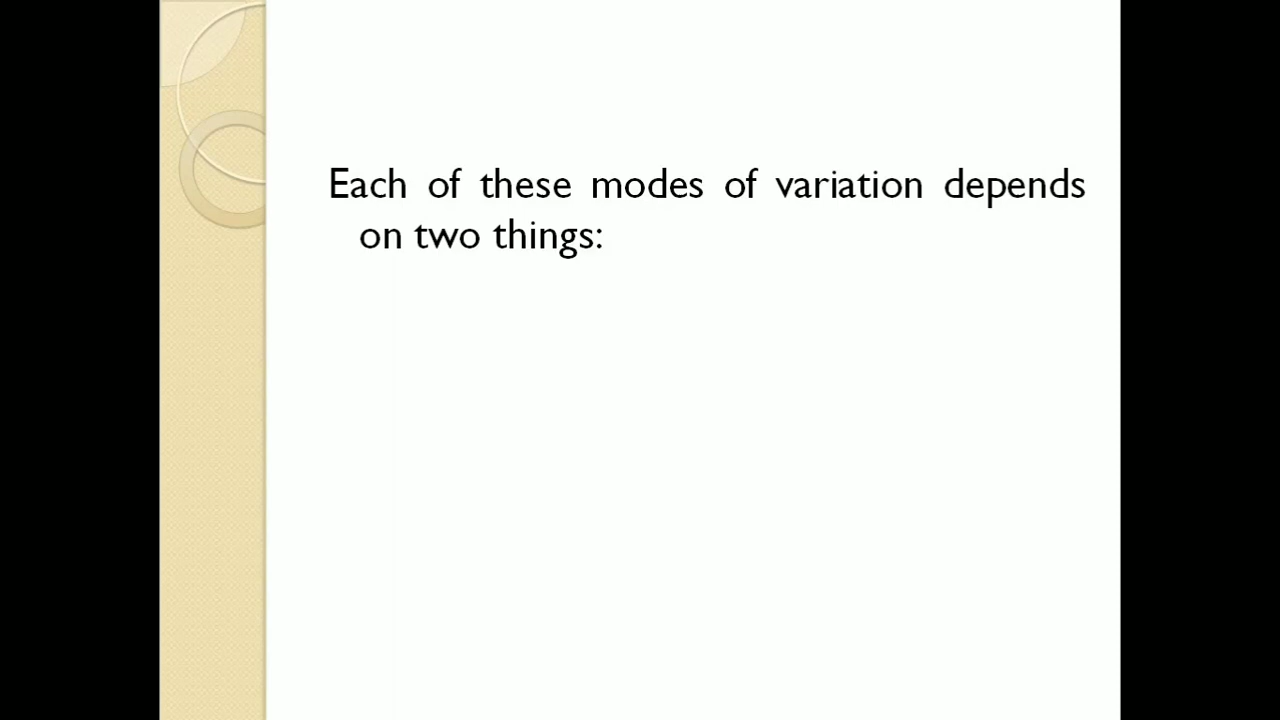 Each of these modes of variation depends
on two things: